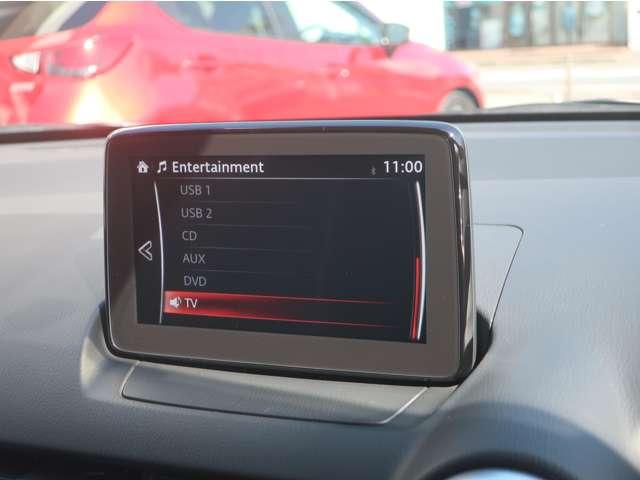 Entertainment 11:00
USB 1
USB 2
CD
AUX
DVD
TV